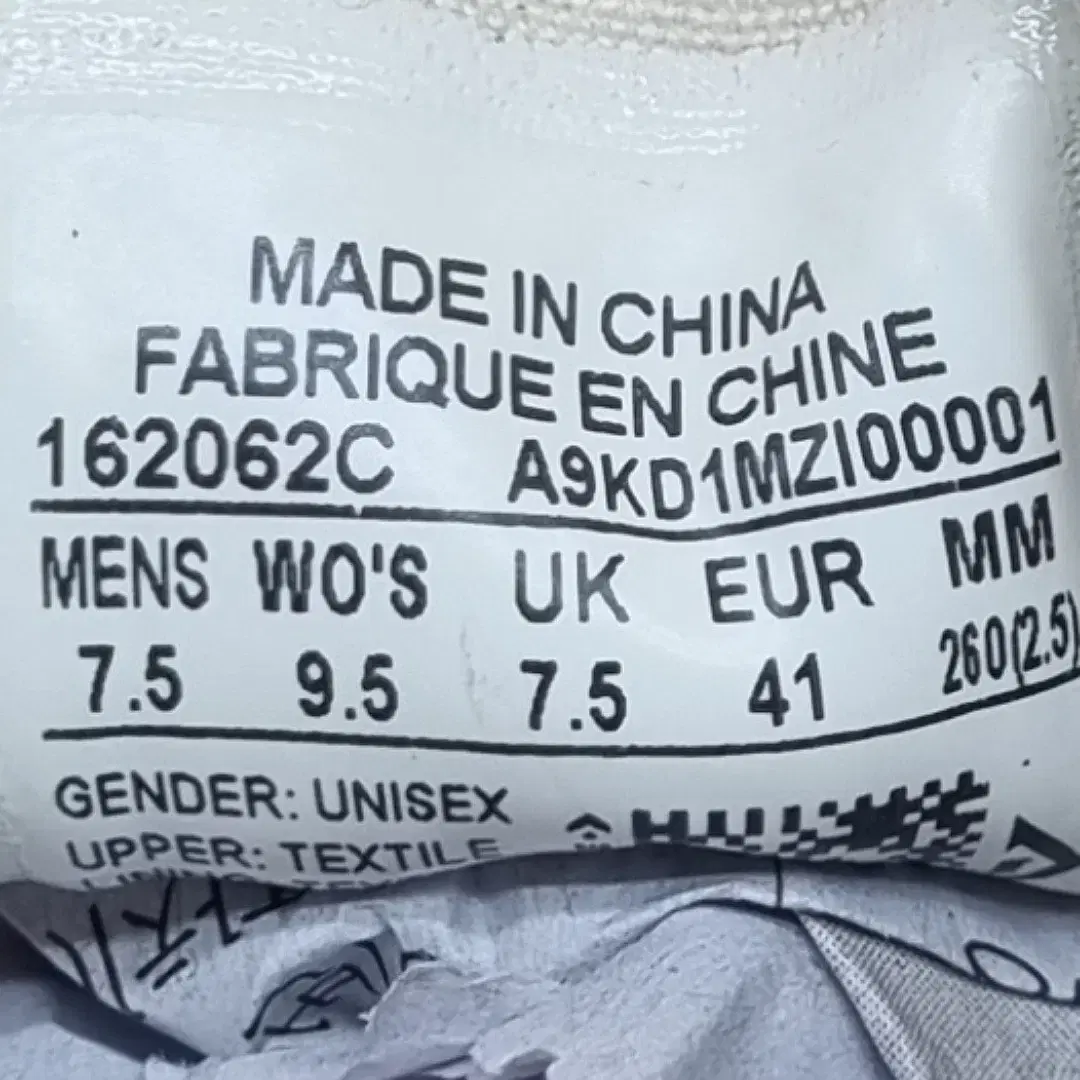 MADE IN CHINA
FABRIQUE EN CHINE
162062C A9KD1MZI00001
MENS WO'S UK EUR MM
7.5 9.5 7.5 41 260(2.5)
GENDER: UNISEX
UPPER: TEXTILE